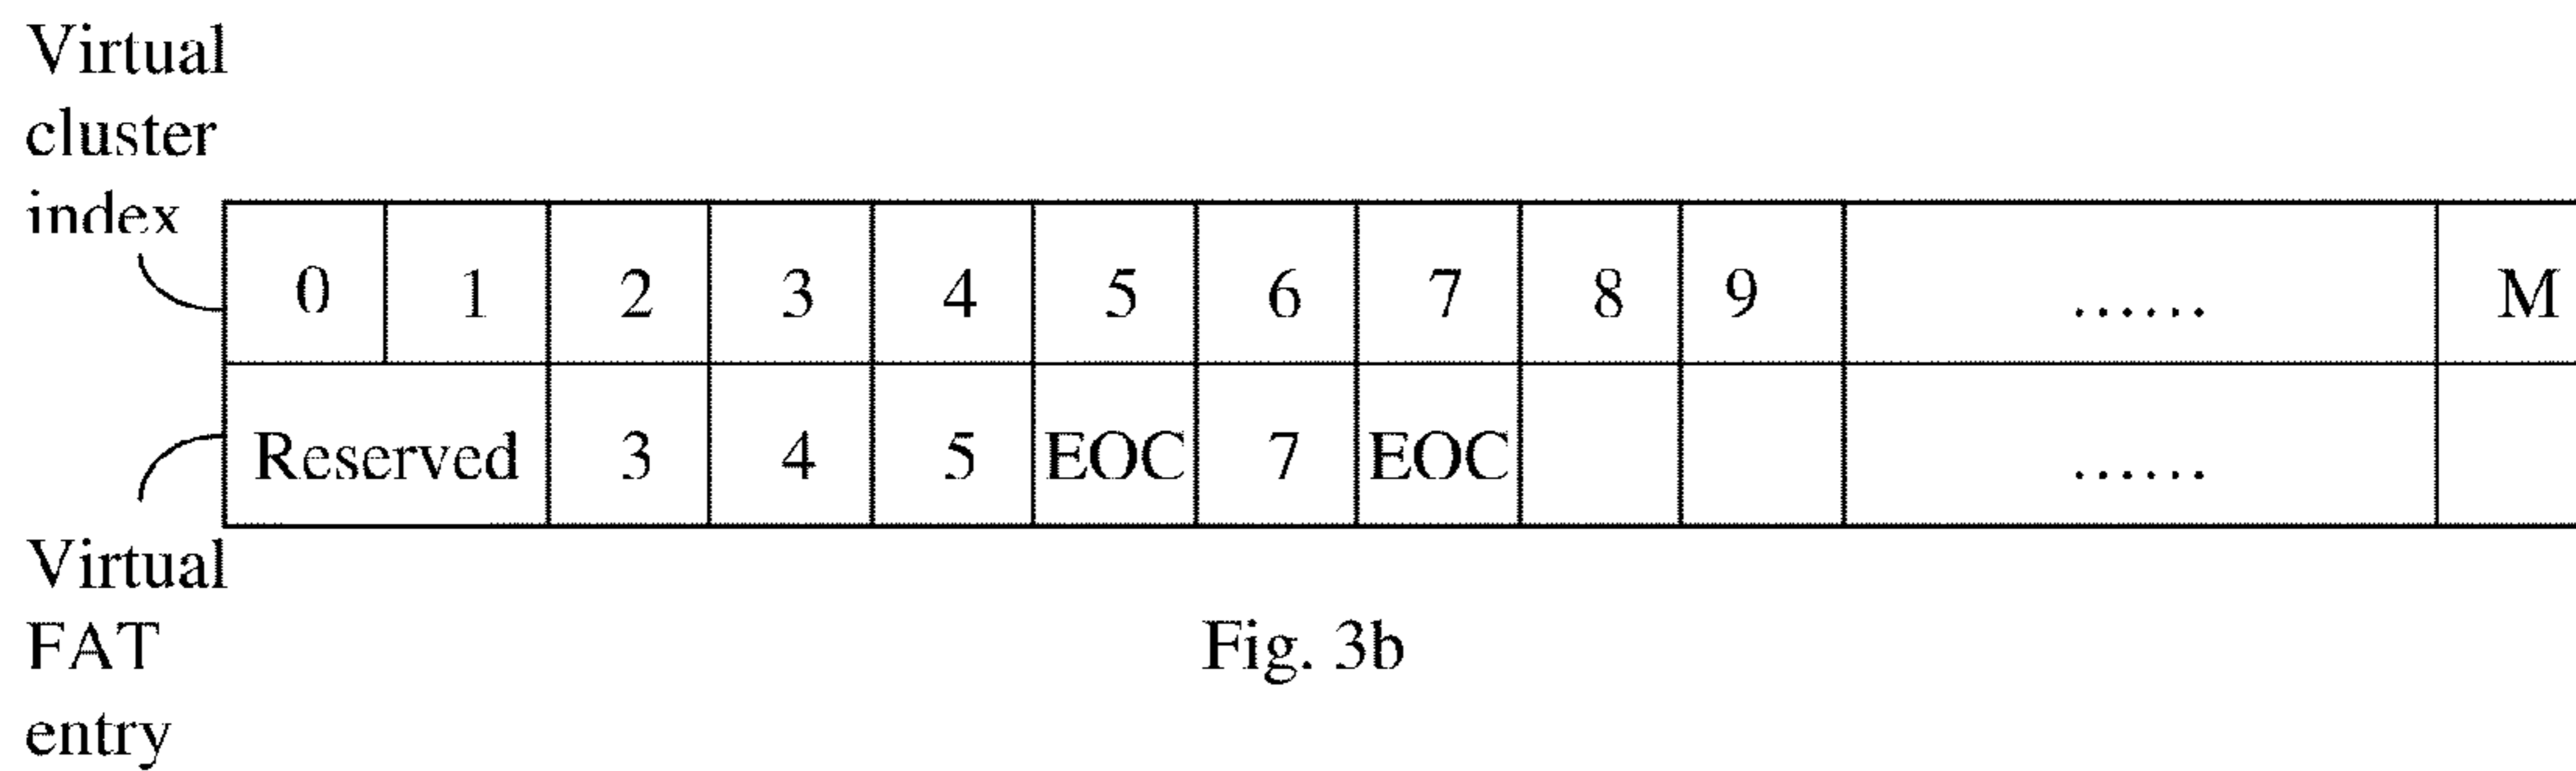 Virtual
cluster
index
0 1 2 3 4 5 6 7 8 9 ...... M
Reserved 3 4 5 EOC 7 EOC ......
Virtual
FAT
entry
Fig. 3b